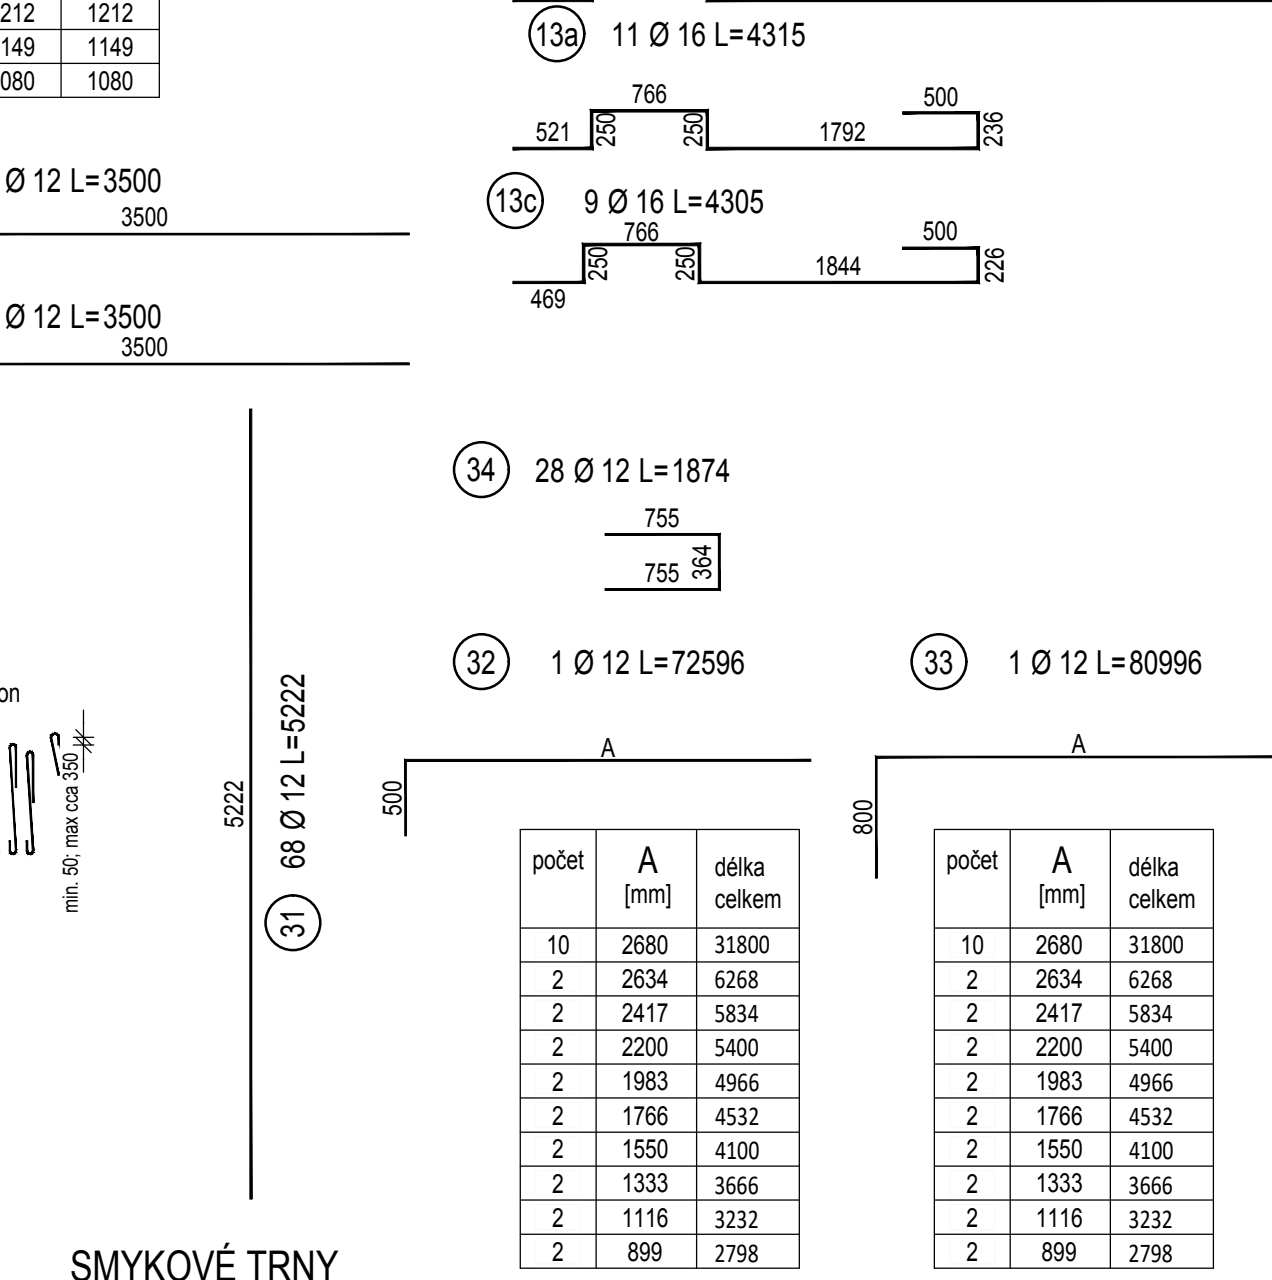 212 1212
149 1149
080 1080
13a 11 Ø 16 L=4315
766
500
521 250 250 1792 236
Ø 12 L=3500
3500
13c 9 Ø 16 L=4305
766
500
250 250 1844 226
469
Ø 12 L=3500
3500
34 28 Ø 12 L=1874
755
755 364
32 1 Ø 12 L=72596
33 1 Ø 12 L=80996
on
min. 50; max cca 350
5222
31 68 Ø 12 L=5222
A
500
A
800
počet A [mm] délka celkem
10 2680 31800
2 2634 6268
2 2417 5834
2 2200 5400
2 1983 4966
2 1766 4532
2 1550 4100
2 1333 3666
2 1116 3232
2 899 2798
počet A [mm] délka celkem
10 2680 31800
2 2634 6268
2 2417 5834
2 2200 5400
2 1983 4966
2 1766 4532
2 1550 4100
2 1333 3666
2 1116 3232
2 899 2798
SMYKOVÉ TRNY